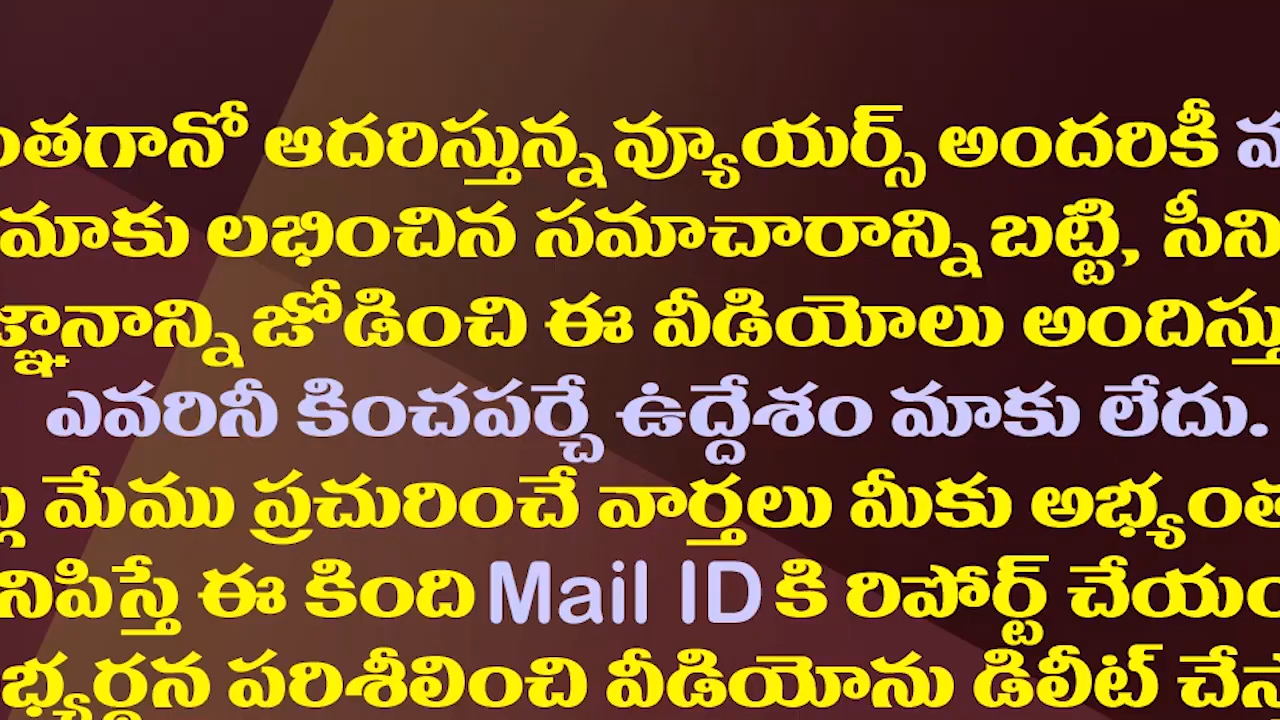 ంతగానో ఆదరిస్తున్న వ్యూయర్స్ అందరికీ
మాకు లభించిన సమాచారాన్ని బట్టి, సీని
జ్ఞానాన్ని జోడించి ఈ వీడియోలు అందిస్తు
ఎవరినీ కించపర్చే ఉద్దేశం మాకు లేదు.
మేము ప్రచురించే వార్తలు మీకు అభ్యంత
నిపిస్తే ఈ కింది Mail ID కి రిపోర్ట్ చేయం
భ్యర్థన పరిశీలించి వీడియోను డిలీట్ చేస